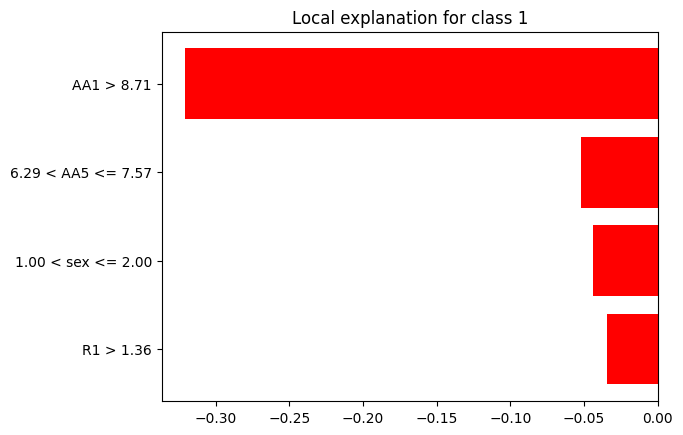 Local explanation for class 1
AA1 > 8.71
6.29 < AA5 <= 7.57
1.00 < sex <= 2.00
R1 > 1.36
−0.30 −0.25 −0.20 −0.15 −0.10 −0.05 0.00